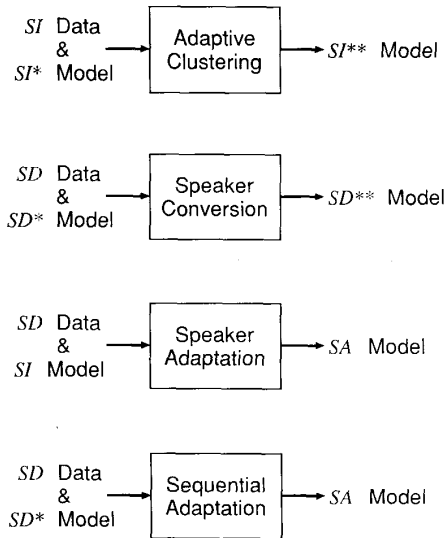 SI Data
&
SI* Model
Adaptive
Clustering
SI** Model
SD Data
&
SD* Model
Speaker
Conversion
SD** Model
SD Data
&
SI Model
Speaker
Adaptation
SA Model
SD Data
&
SD* Model
Sequential
Adaptation
SA Model